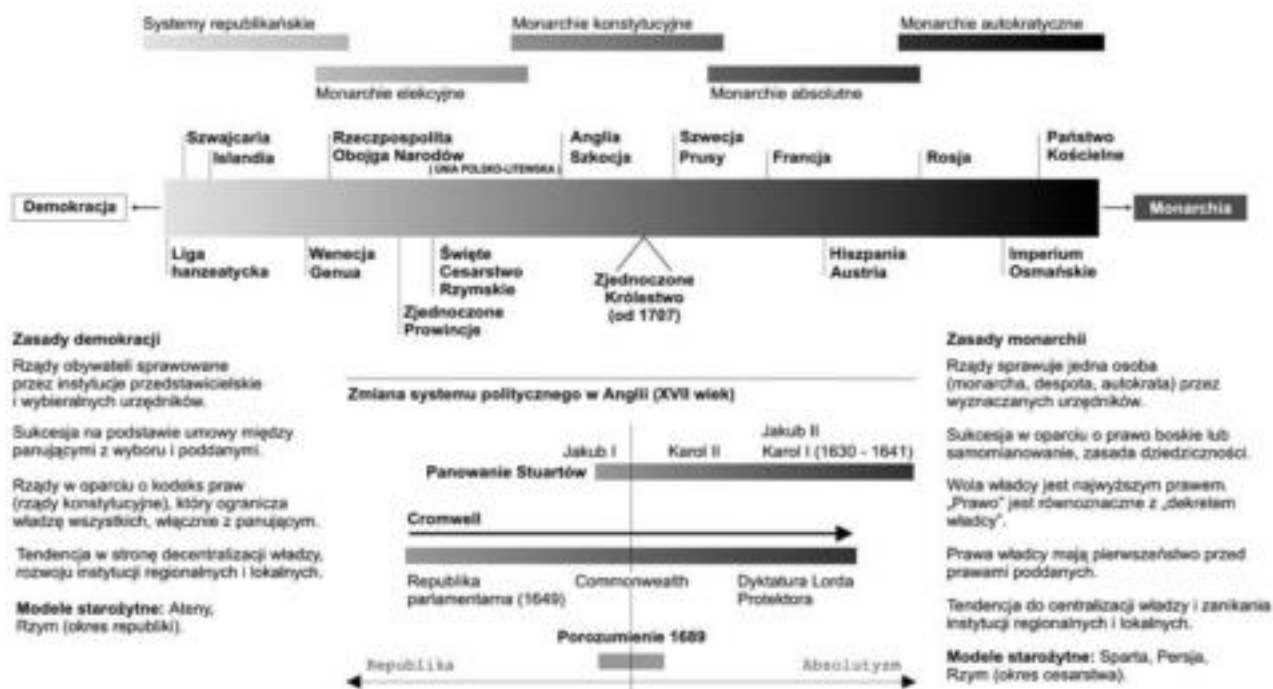 Systemy republikańskie
Monarchie konstytucyjne
Monarchie autokratyczne
Monarchie elekcyjne
Monarchie absolutne
Szwajcaria
Islandia
Rzeczpospolita
Obojga Narodów
( UNIA POLSKO-LITEWSKA )
Anglia
Szkocja
Szwecja
Prusy
Francja
Rosja
Państwo
Kościelne
Demokracja
Monarchia
Liga
hanzeatycka
Wenecja
Genua
Zjednoczone
Prowincje
Święte
Cesarstwo
Rzymskie
Zjednoczone
Królestwo
(od 1707)
Hiszpania
Austria
Imperium
Osmańskie
Zasady demokracji
Rządy obywateli sprawowane
przez instytucje przedstawicielskie
i wybieralnych urzędników.
Sukcesja na podstawie umowy między
panującymi z wyboru i poddanymi.
Rządy w oparciu o kodeks praw
(rządy konstytucyjne), który ogranicza
władzę wszystkich, włącznie z panującym.
Tendencja w stronę decentralizacji władzy,
rozwoju instytucji regionalnych i lokalnych.
Modele starożytne: Ateny,
Rzym (okres republiki).
Zmiana systemu politycznego w Anglii (XVII wiek)
Jakub I
Karol II
Jakub II
Karol I (1630 - 1641)
Panowanie Stuartów
Cromwell
Republika
parlamentarna (1649)
Commonwealth
Dyktatura Lorda
Protektora
Porozumienie 1689
Republika
Absolutyzm
Zasady monarchii
Rządy sprawuje jedna osoba
(monarcha, despota, autokrata) przez
wyznaczanych urzędników.
Sukcesja w oparciu o prawo boskie lub
samomianowanie, zasada dziedziczności.
Wola władcy jest najwyższym prawem.
„Prawo" jest równoznaczne z „dekretem
władcy".
Prawa władcy mają pierwszeństwo przed
prawami poddanych.
Tendencja do centralizacji władzy i zanikania
instytucji regionalnych i lokalnych.
Modele starożytne: Sparta, Persja,
Rzym (okres cesarstwa).